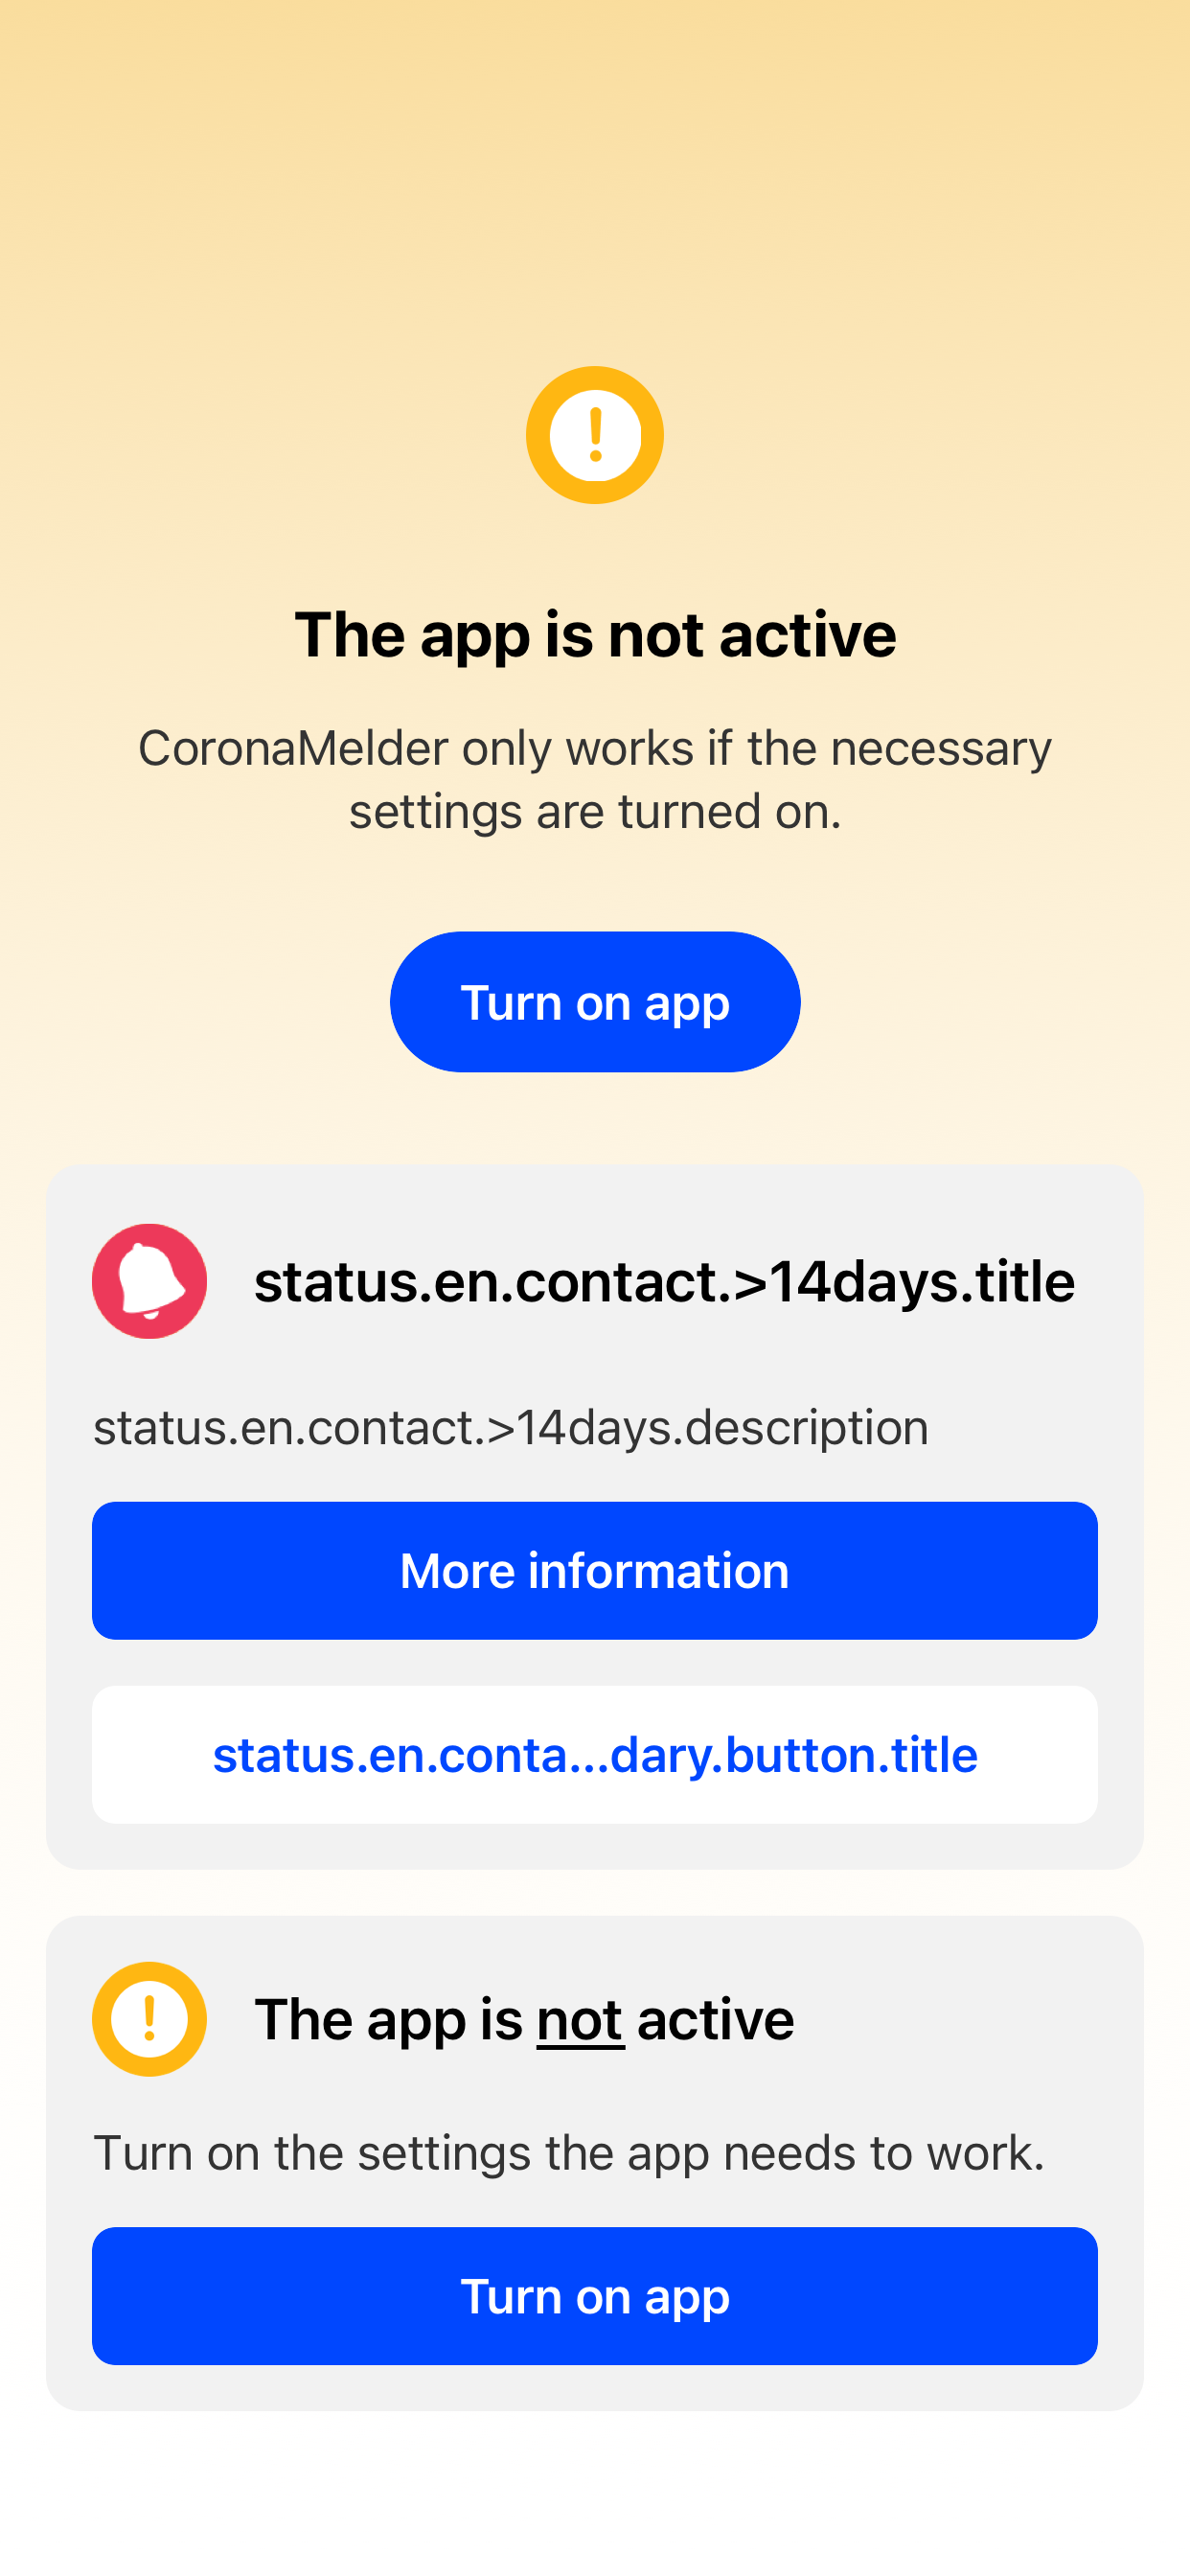 The app is not active
CoronaMelder only works if the necessary
settings are turned on.
Turn on app
status.en.contact.>14days.title
status.en.contact.>14days.description
More information
status.en.conta...dary.button.title
The app is not active
Turn on the settings the app needs to work.
Turn on app